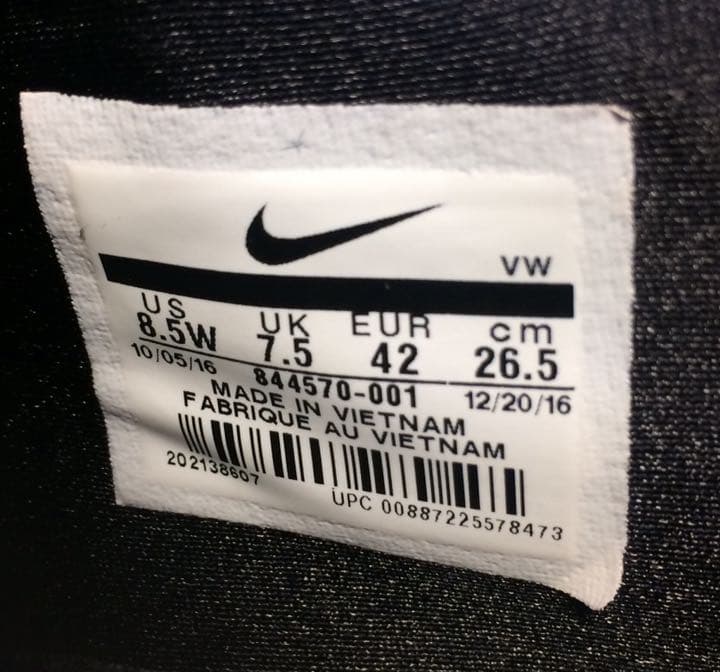 VW
US UK EUR cm
8.5W 7.5 42 26.5
10/05/16 844570-001 12/20/16
MADE IN VIETNAM
FABRIQUE AU VIETNAM
202138607
UPC 00887225578473